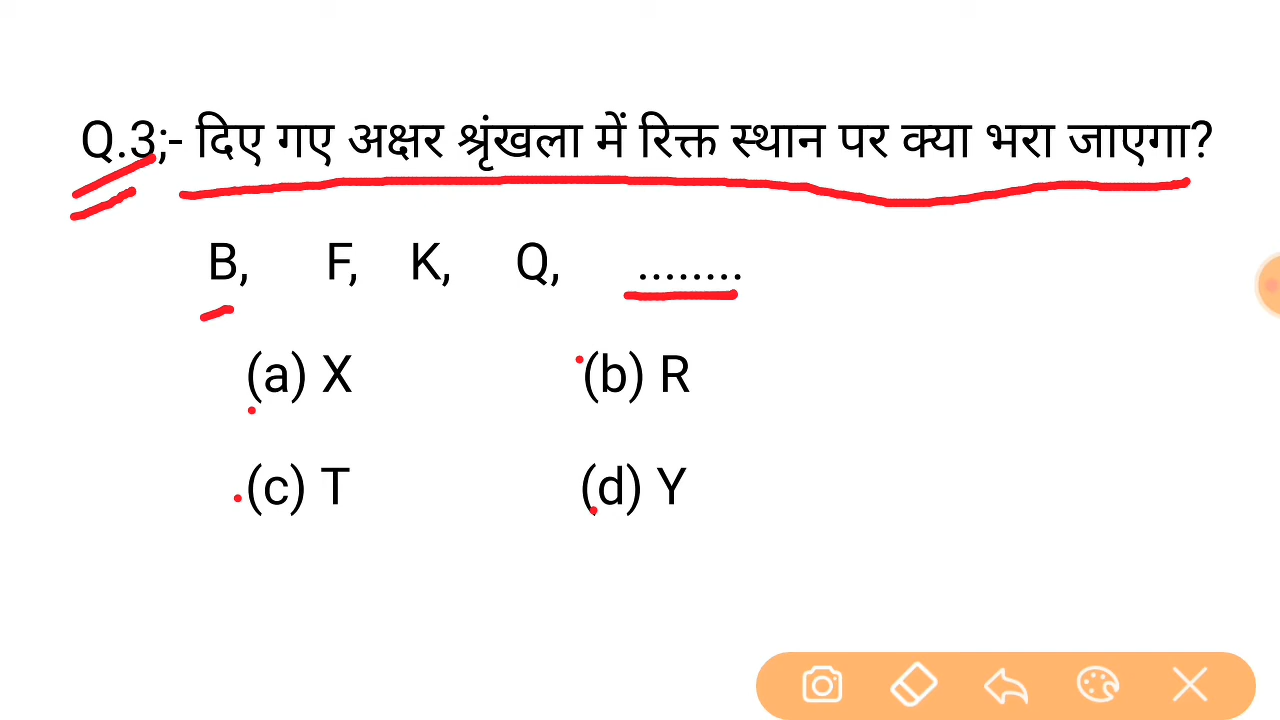 Q.3;- दिए गए अक्षर श्रृंखला में रिक्त स्थान पर क्या भरा जाएगा?
B, F, K, Q, ........
(a) X (b) R
(c) T (d) Y